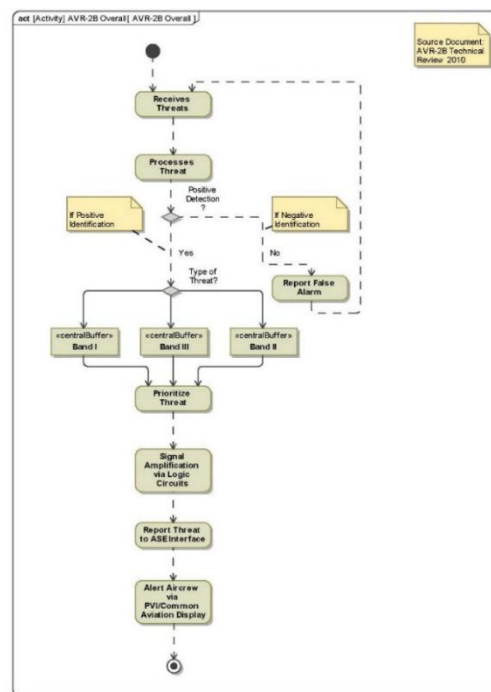 act [Activity] AVR-2B Overall[ AVR-2B Overall ]
Source Document:
AVR-2B Technical
Review 2010
Receives
Threats
Processes
Threat
Positive
Detection
?
If Positive
Identification
If Negative
Identification
Yes
No
Type of
Threat?
Report False
Alarm
«centralBuffer»
Band I
«centralBuffer»
Band III
«centralBuffer»
Band II
Prioritize
Threat
Signal
Amplification
via Logic
Circuits
Report Threat
to ASE Interface
Alert Aircrew
via
PVI/Common
Aviation Display